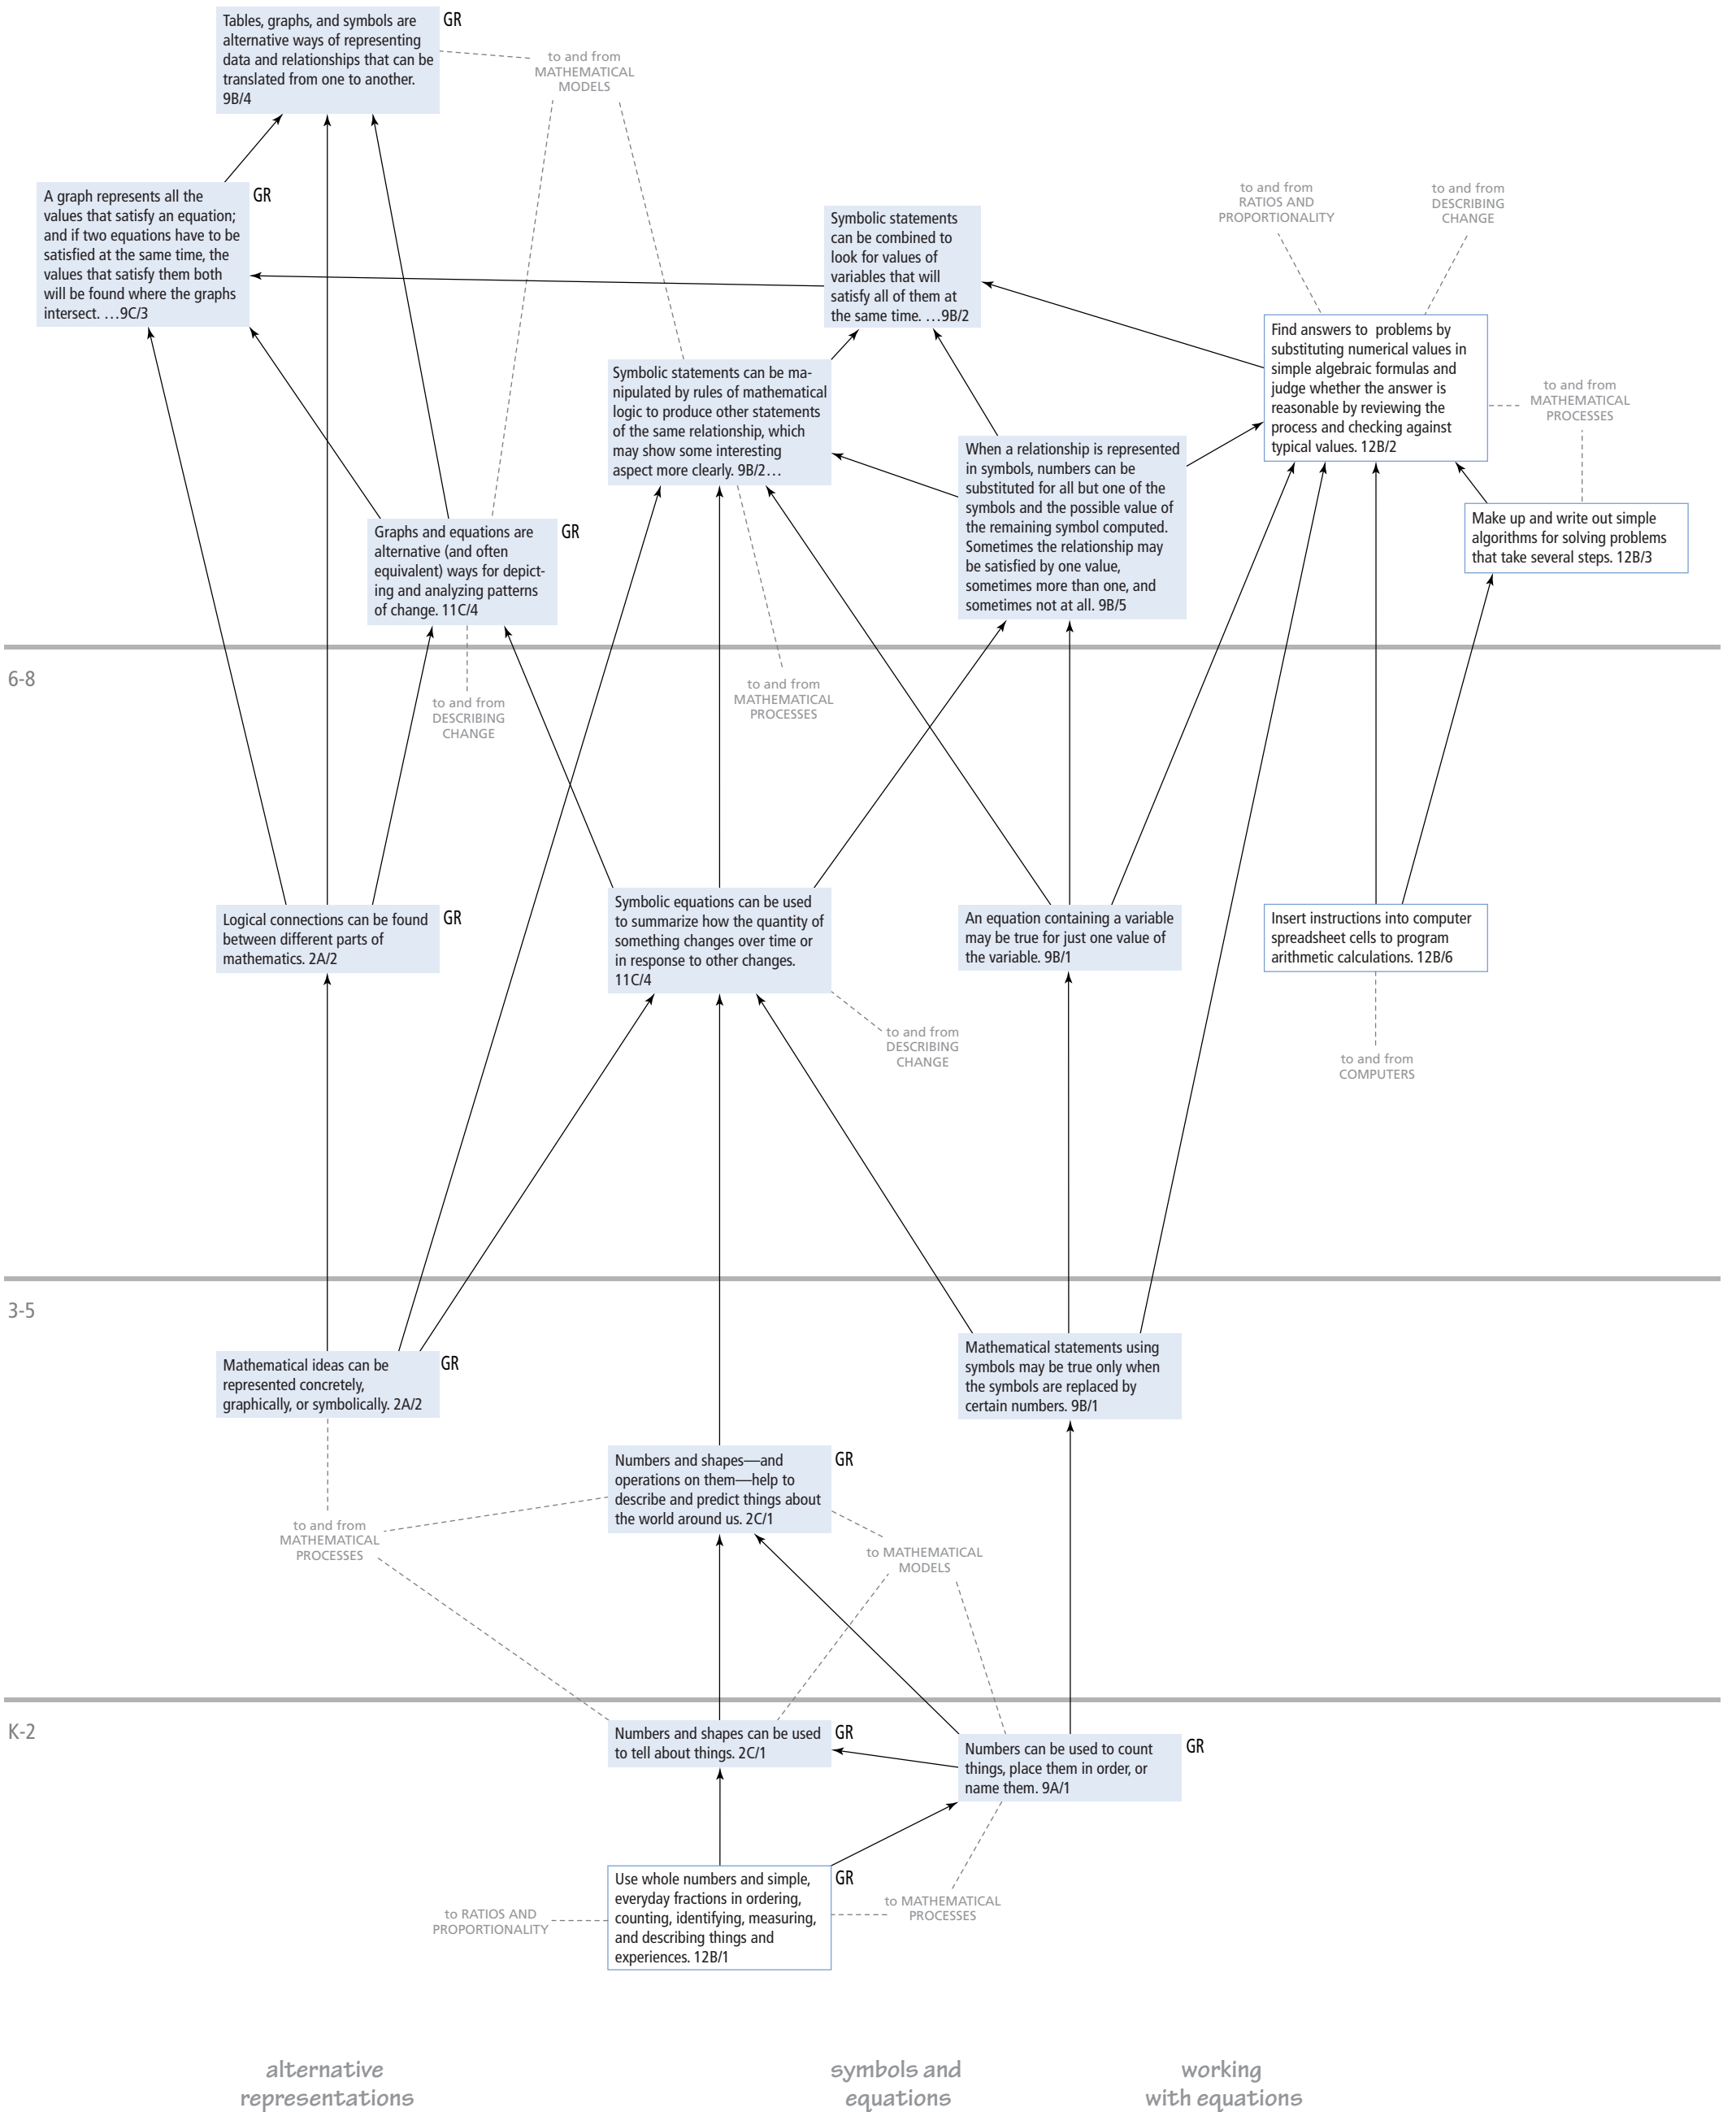 Tables, graphs, and symbols are
alternative ways of representing
data and relationships that can be
translated from one to another.
9B/4
GR
to and from
MATHEMATICAL
MODELS
A graph represents all the
values that satisfy an equation;
and if two equations have to be
satisfied at the same time, the
values that satisfy them both
will be found where the graphs
intersect. …9C/3
GR
Symbolic statements
can be combined to
look for values of
variables that will
satisfy all of them at
the same time. …9B/2
to and from
RATIOS AND
PROPORTIONALITY
to and from
DESCRIBING
CHANGE
Find answers to  problems by
substituting numerical values in
simple algebraic formulas and
judge whether the answer is
reasonable by reviewing the
process and checking against
typical values. 12B/2
to and from
MATHEMATICAL
PROCESSES
Symbolic statements can be ma-
nipulated by rules of mathematical
logic to produce other statements
of the same relationship, which
may show some interesting
aspect more clearly. 9B/2…
When a relationship is represented
in symbols, numbers can be
substituted for all but one of the
symbols and the possible value of
the remaining symbol computed.
Sometimes the relationship may
be satisfied by one value,
sometimes more than one, and
sometimes not at all. 9B/5
Make up and write out simple
algorithms for solving problems
that take several steps. 12B/3
Graphs and equations are
alternative (and often
equivalent) ways for depict-
ing and analyzing patterns
of change. 11C/4
GR
6-8
to and from
DESCRIBING
CHANGE
to and from
MATHEMATICAL
PROCESSES
Logical connections can be found
between different parts of
mathematics. 2A/2
GR
Symbolic equations can be used
to summarize how the quantity of
something changes over time or
in response to other changes.
11C/4
An equation containing a variable
may be true for just one value of
the variable. 9B/1
Insert instructions into computer
spreadsheet cells to program
arithmetic calculations. 12B/6
to and from
DESCRIBING
CHANGE
to and from
COMPUTERS
3-5
Mathematical ideas can be
represented concretely,
graphically, or symbolically. 2A/2
GR
Mathematical statements using
symbols may be true only when
the symbols are replaced by
certain numbers. 9B/1
Numbers and shapes—and
operations on them—help to
describe and predict things about
the world around us. 2C/1
GR
to and from
MATHEMATICAL
PROCESSES
to MATHEMATICAL
MODELS
K-2
Numbers and shapes can be used
to tell about things. 2C/1
GR
Numbers can be used to count
things, place them in order, or
name them. 9A/1
GR
Use whole numbers and simple,
everyday fractions in ordering,
counting, identifying, measuring,
and describing things and
experiences. 12B/1
GR
to RATIOS AND
PROPORTIONALITY
to MATHEMATICAL
PROCESSES
alternative
representations
symbols and
equations
working
with equations